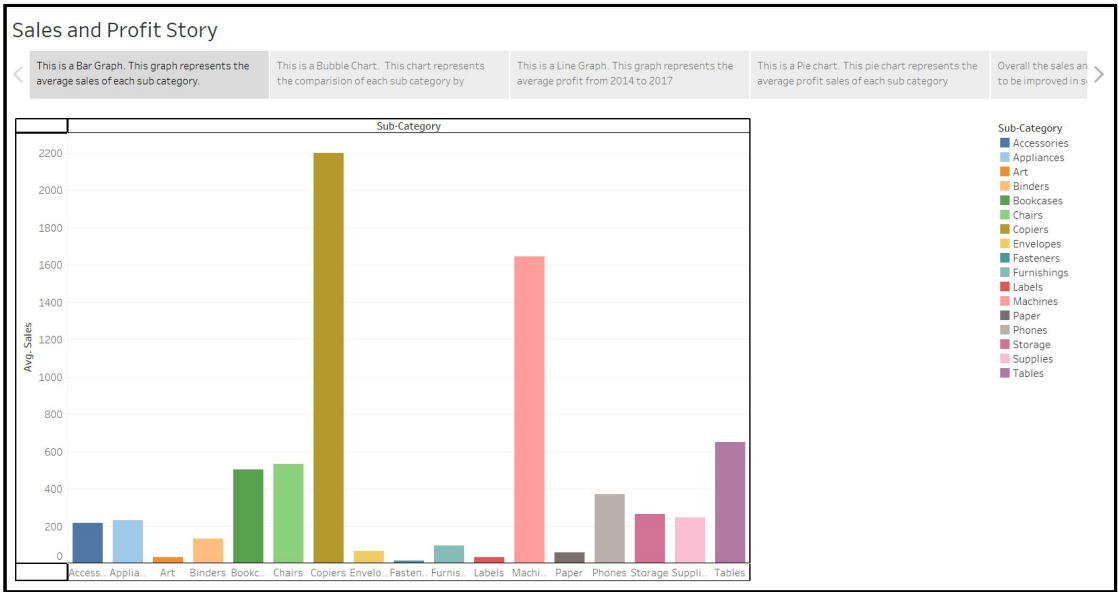 Sales and Profit Story
This is a Bar Graph. This graph represents the
average sales of each sub category.
This is a Bubble Chart. This chart represents
the comparision of each sub category by
This is a Line Graph. This graph represents the
average profit from 2014 to 2017
This is a Pie chart. This pie chart represents the
average profit sales of each sub category
Overall the sales an
to be improved in s
Sub-Category
Avg. Sales
2200
2000
1800
1600
1400
1200
1000
800
600
400
200
0
Access.. Applia.. Art Binders Bookc.. Chairs Copiers Envelo.. Fasten.. Furnis.. Labels Machi.. Paper Phones Storage Suppli.. Tables
Sub-Category
Accessories
Appliances
Art
Binders
Bookcases
Chairs
Copiers
Envelopes
Fasteners
Furnishings
Labels
Machines
Paper
Phones
Storage
Supplies
Tables